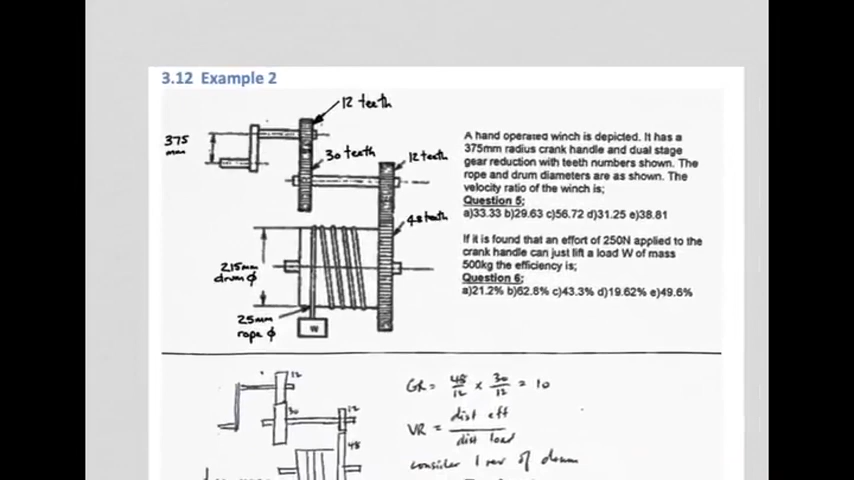 3.12 Example 2
12 teeth
375
mm
30 teeth
12 teeth
48 teeth
215mm
drum ϕ
25mm
rope ϕ
W
A hand operated winch is depicted. It has a
375mm radius crank handle and dual stage
gear reduction with teeth numbers shown. The
rope and drum diameters are as shown. The
velocity ratio of the winch is;
Question 5:
a)33.33 b)29.63 c)56.72 d)31.25 e)38.81
If it is found that an effort of 250N applied to the
crank handle can just lift a load W of mass
500kg the efficiency is;
Question 6:
a)21.2% b)62.8% c)43.3% d)19.62% e)49.6%
12
30
12
48
GR = 48/12 × 30/12 = 10
VR = dist eff / dist load
consider 1 rev of drum